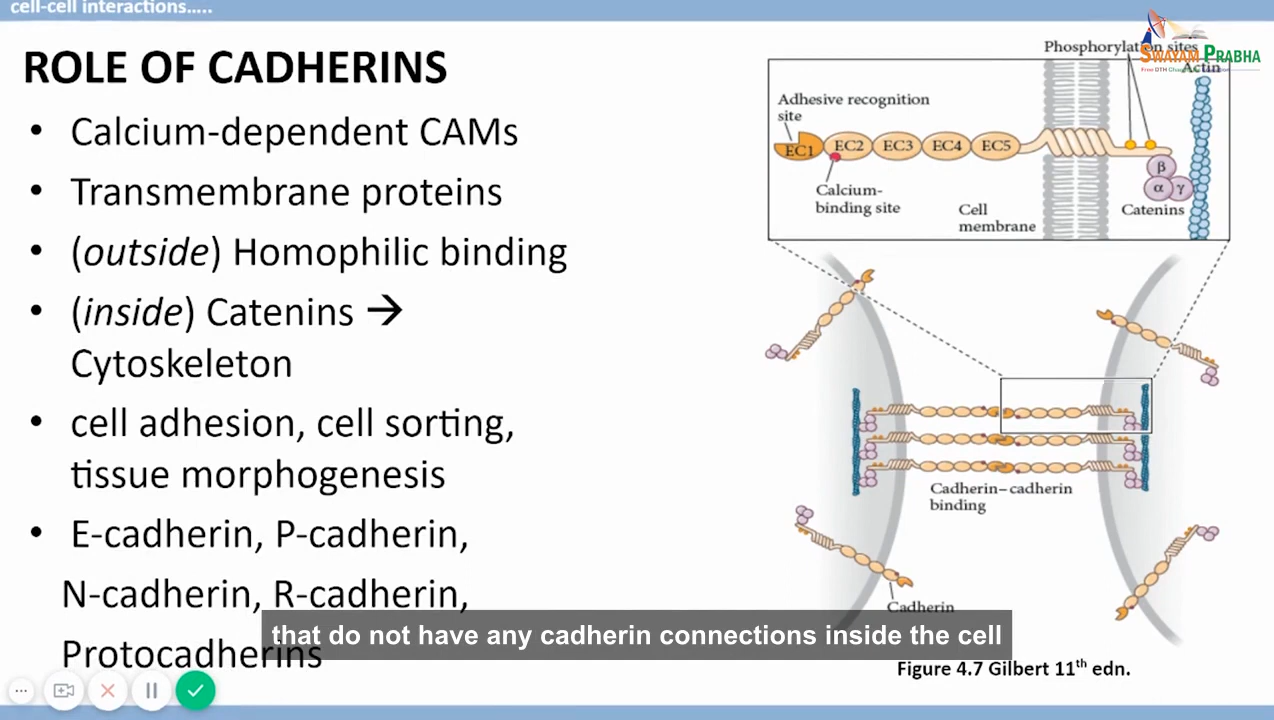 cell-cell interactions.....
ROLE OF CADHERINS
• Calcium-dependent CAMs
• Transmembrane proteins
• (outside) Homophilic binding
• (inside) Catenins →
Cytoskeleton
• cell adhesion, cell sorting,
tissue morphogenesis
• E-cadherin, P-cadherin,
N-cadherin, R-cadherin,
Protocadherins
Phosphorylation sites
SWAYAM PRABHA
Actin
Adhesive recognition
site
EC1 EC2 EC3 EC4 EC5
β
α γ
Calcium-
binding site
Cell
membrane
Catenins
Cadherin–cadherin
binding
Cadherin
that do not have any cadherin connections inside the cell
Figure 4.7 Gilbert 11th edn.